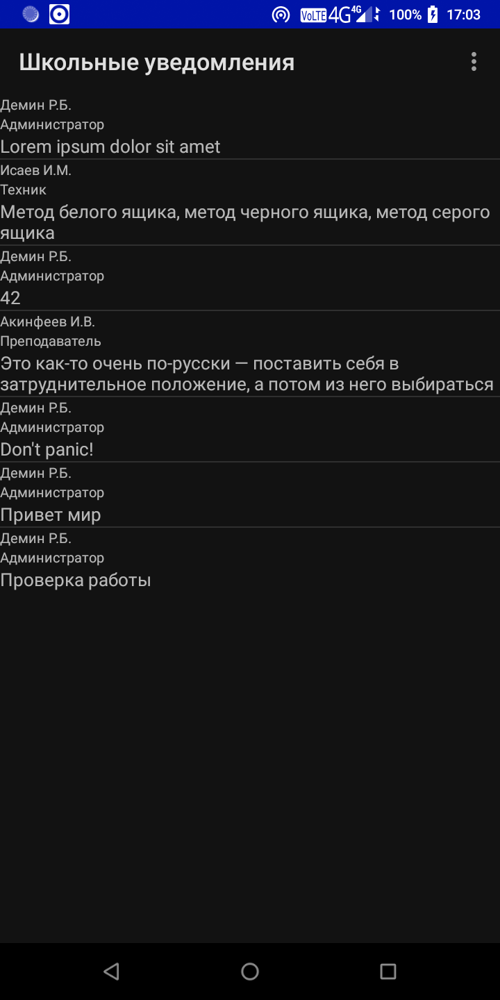 VoLTE 4G 4G 100% 17:03
Школьные уведомления
Демин Р.Б.
Администратор
Lorem ipsum dolor sit amet
Исаев И.М.
Техник
Метод белого ящика, метод черного ящика, метод серого
ящика
Демин Р.Б.
Администратор
42
Акинфеев И.В.
Преподаватель
Это как-то очень по-русски — поставить себя в
затруднительное положение, а потом из него выбираться
Демин Р.Б.
Администратор
Don't panic!
Демин Р.Б.
Администратор
Привет мир
Демин Р.Б.
Администратор
Проверка работы